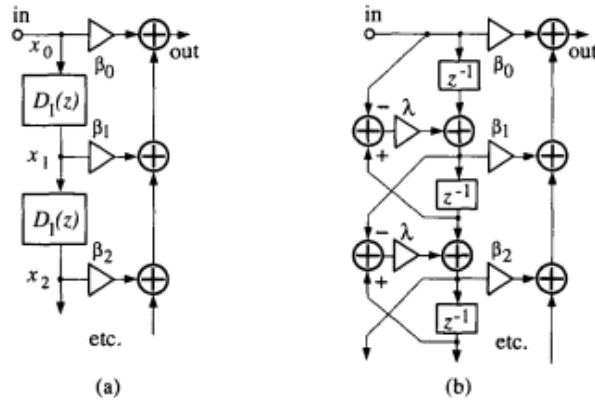 in
x₀
β₀
out
D₁(z)
x₁
β₁
D₁(z)
x₂
β₂
etc.
(a)
in
β₀
out
z⁻¹
−
λ
+
β₁
z⁻¹
−
λ
+
β₂
z⁻¹
etc.
(b)